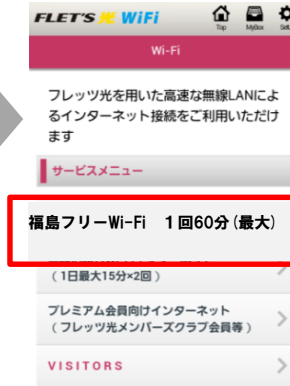 FLET'S 光 WiFi
Top MyBox
Wi-Fi
フレッツ光を用いた高速な無線LANによ
るインターネット接続をご利用いただけ
ます
サービスメニュー
福島フリーWi-Fi １回60分(最大)
(1日最大15分×2回)
プレミアム会員向けインターネット
(フレッツ光メンバーズクラブ会員等)
VISITORS